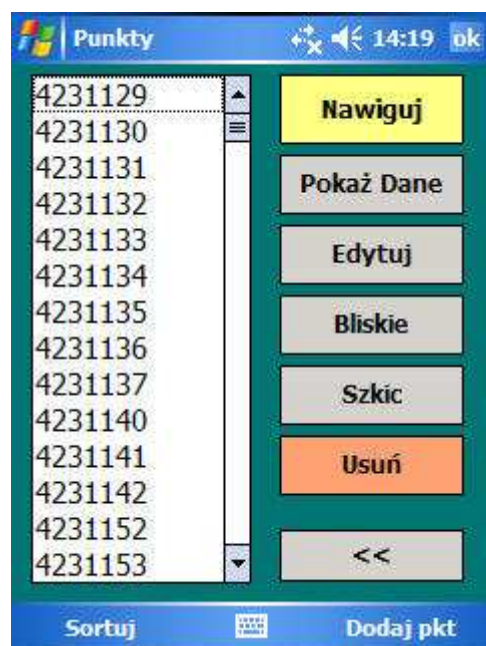 Punkty 14:19 ok
4231129
4231130
4231131
4231132
4231133
4231134
4231135
4231136
4231137
4231140
4231141
4231142
4231152
4231153
Nawiguj
Pokaż Dane
Edytuj
Bliskie
Szkic
Usuń
<<
Sortuj Dodaj pkt